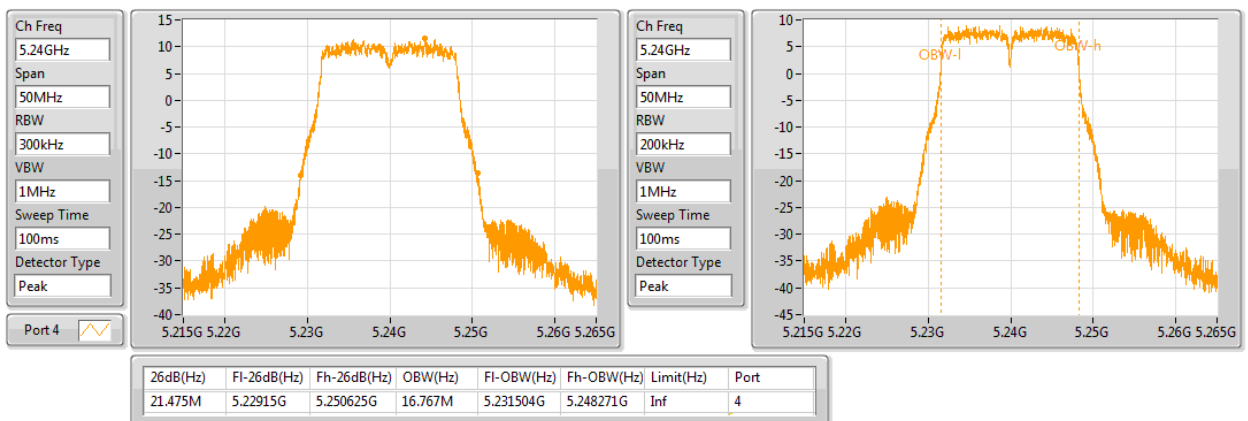 Ch Freq
5.24GHz
Span
50MHz
RBW
300kHz
VBW
1MHz
Sweep Time
100ms
Detector Type
Peak
Port 4
15
10
5
0
-5
-10
-15
-20
-25
-30
-35
-40
5.215G 5.22G 5.23G 5.24G 5.25G 5.26G 5.265G
Ch Freq
5.24GHz
Span
50MHz
RBW
200kHz
VBW
1MHz
Sweep Time
100ms
Detector Type
Peak
10
5
0
-5
-10
-15
-20
-25
-30
-35
-40
-45
OBW-l OBW-h
5.215G 5.22G 5.23G 5.24G 5.25G 5.26G 5.265G
26dB(Hz) Fl-26dB(Hz) Fh-26dB(Hz) OBW(Hz) Fl-OBW(Hz) Fh-OBW(Hz) Limit(Hz) Port
21.475M 5.22915G 5.250625G 16.767M 5.231504G 5.248271G Inf 4